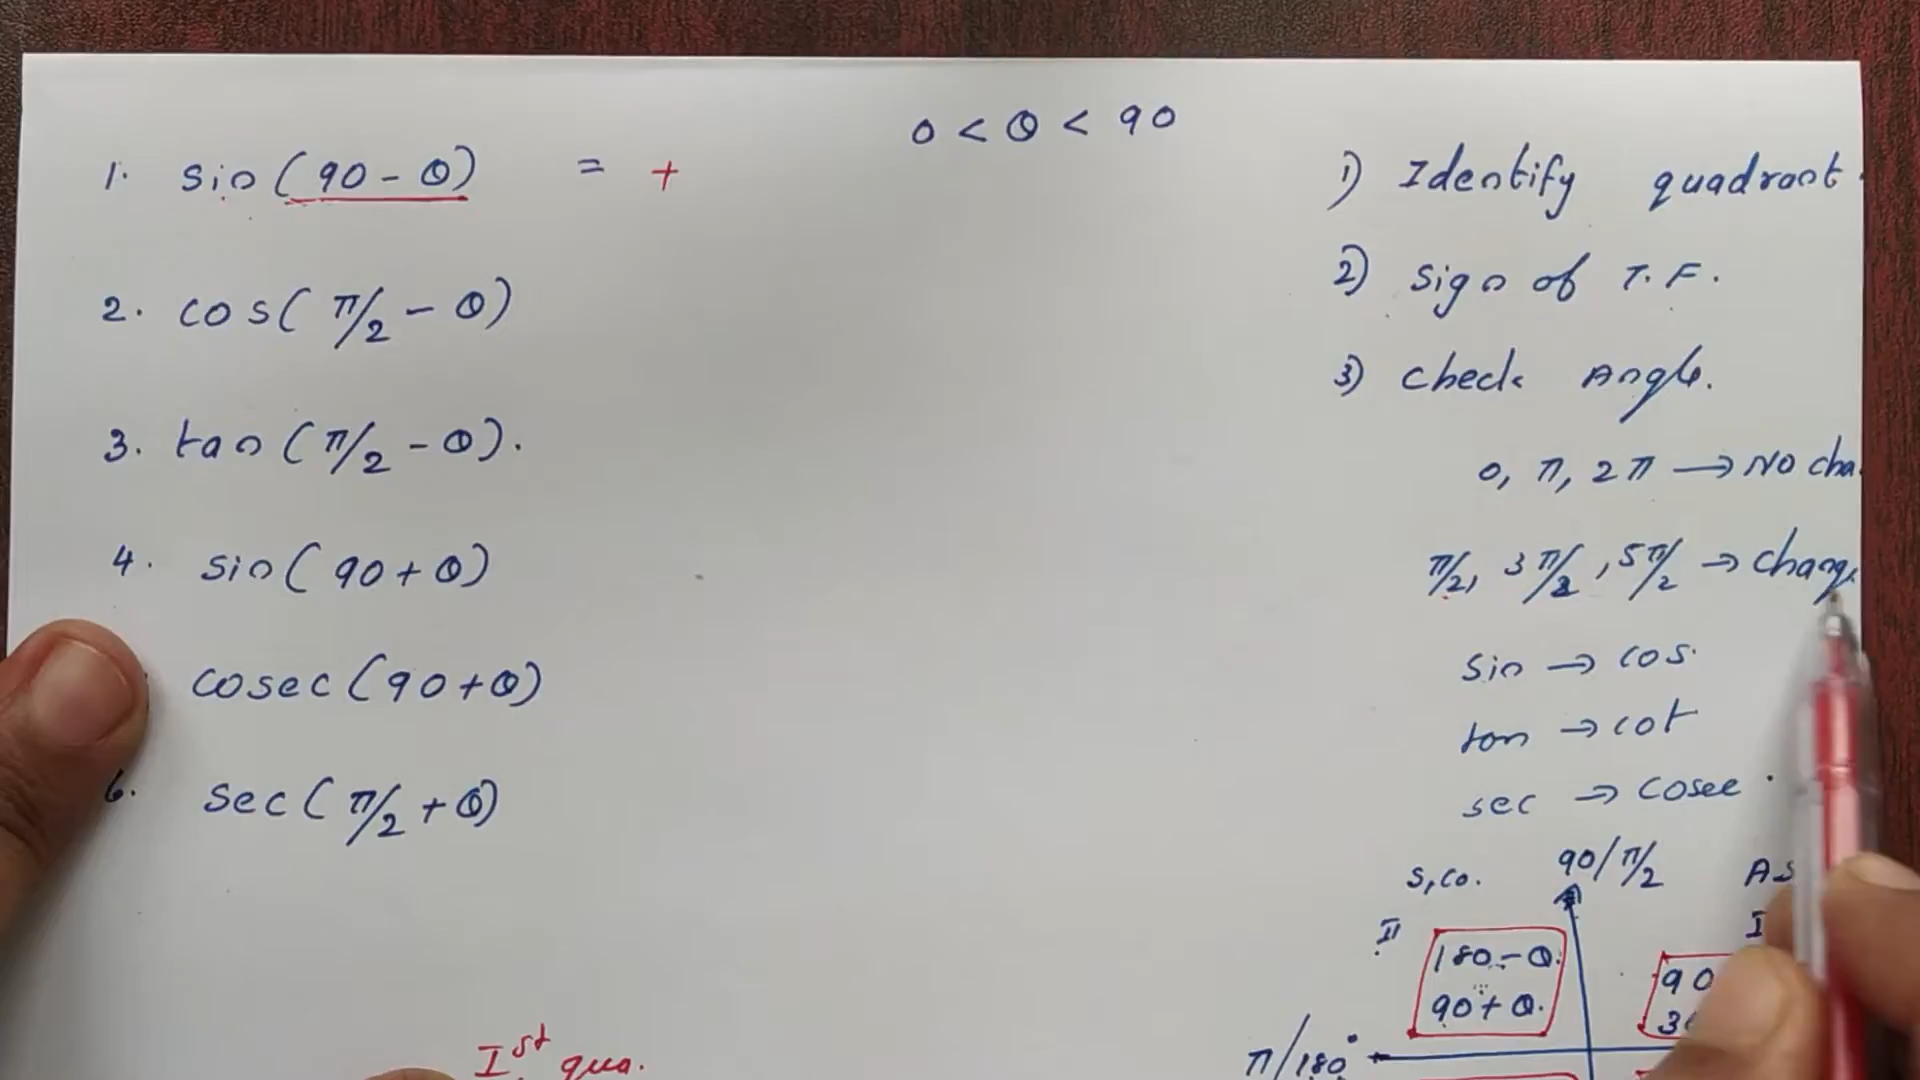 0 < θ < 90
1. sin(90 - θ) = +
2. cos(π/2 - θ)
3. tan(π/2 - θ).
4. sin(90 + θ)
cosec(90+θ)
6. sec(π/2 + θ)
Ist qua.
1) Identify quadrant.
2) Sign of T.F.
3) Check Angle.
0, π, 2π → No cha
π/2, 3π/2, 5π/2 → Chang
Sin → cos.
tan → cot
sec → cosec.
90/π/2
S, Co.
II
I
180-θ.
90+θ.
90
π/180°